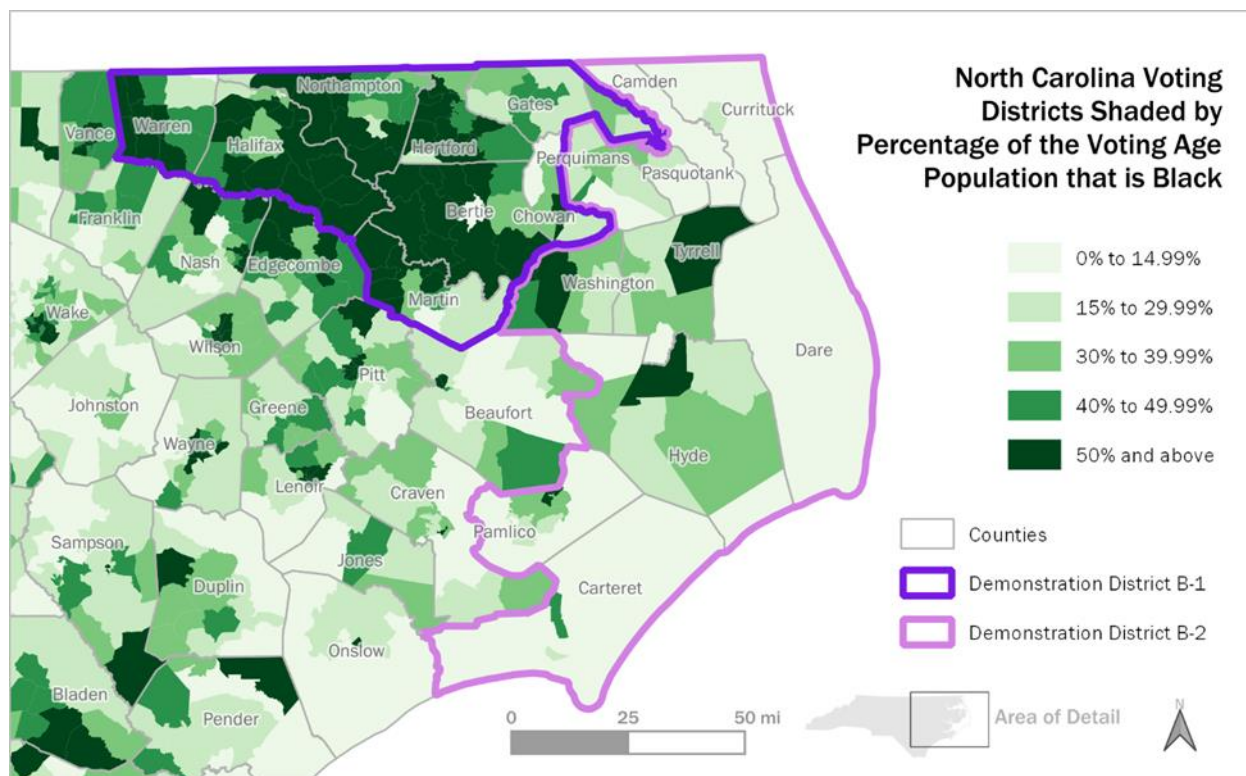 North Carolina Voting
Districts Shaded by
Percentage of the Voting Age
Population that is Black
0% to 14.99%
15% to 29.99%
30% to 39.99%
40% to 49.99%
50% and above
Counties
Demonstration District B-1
Demonstration District B-2
Area of Detail
N
0
25
50 mi
Northampton
Camden
Currituck
Gates
Vance
Warren
Halifax
Hertford
Perquimans
Pasquotank
Franklin
Bertie
Chowan
Nash
Edgecombe
Tyrrell
Washington
Martin
Wake
Wilson
Dare
Pitt
Johnston
Greene
Beaufort
Wayne
Hyde
Lenoir
Craven
Pamlico
Sampson
Jones
Duplin
Carteret
Onslow
Bladen
Pender